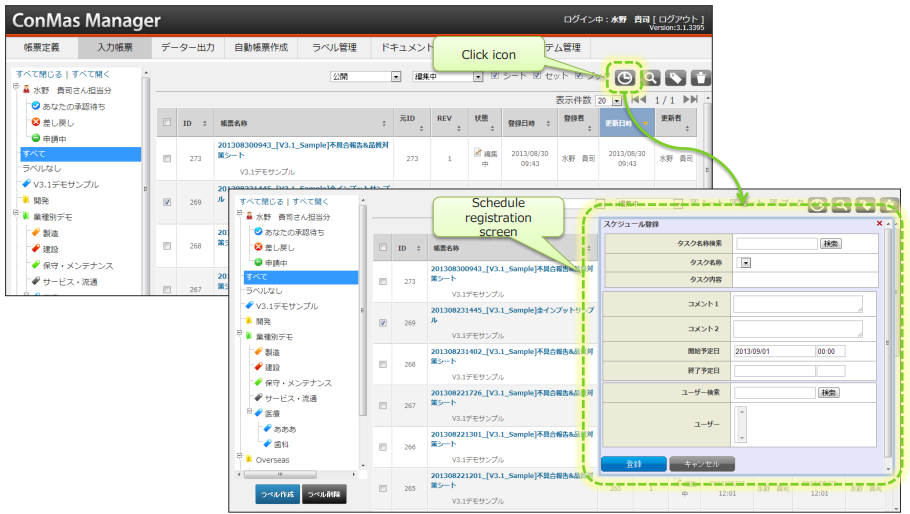 ConMas Manager
ログイン中：水野　貴司 [ ログアウト ]
Version:3.1.3395
帳票定義
入力帳票
データー出力
自動帳票作成
ラベル管理
ドキュメント
テム管理
Click icon
すべて閉じる | すべて開く
水野　貴司さん担当分
あなたの承認待ち
差し戻し
申請中
すべて
ラベルなし
V3.1デモサンプル
開発
業種別デモ
製造
建設
保守・メンテナンス
サービス・流通
公開
編集中
シート
セット
表示件数 20
1 / 1
ID
帳票名称
元ID
REV
状態
登録日時
登録者
更新日時
更新者
273
201308300943_[V3.1_Sample]不具合報告&品質対策シート
V3.1デモサンプル
273
1
編集中
2013/08/30 09:43
水野　貴司
2013/08/30 09:43
水野　貴司
269
201308231445_[V3.1_Sample]全インプットサンプ
268
267
Schedule
registration
screen
すべて閉じる | すべて開く
水野　貴司さん担当分
あなたの承認待ち
差し戻し
申請中
すべて
ラベルなし
V3.1デモサンプル
開発
業種別デモ
製造
建設
保守・メンテナンス
サービス・流通
医療
あああ
歯科
Overseas
ラベル作成
ラベル削除
ID
帳票名称
273
201308300943_[V3.1_Sample]不具合報告&品質対
策シート
V3.1デモサンプル
269
201308231445_[V3.1_Sample]全インプットサンプ
ル
V3.1デモサンプル
268
201308231402_[V3.1_Sample]不具合報告&品質対
策シート
V3.1デモサンプル
267
201308221726_[V3.1_Sample]不具合報告&品質対
策シート
V3.1デモサンプル
266
201308221301_[V3.1_Sample]不具合報告&品質対
策シート
V3.1デモサンプル
265
201308221201_[V3.1_Sample]不具合報告&品質対
策シート
V3.1デモサンプル
265
1
12:01
水野　貴司
12:01
水野　貴司
スケジュール登録
タスク名称検索
検索
タスク名称
タスク内容
コメント1
コメント2
開始予定日
2013/09/01
00:00
終了予定日
ユーザー検索
検索
ユーザー
登録
キャンセル